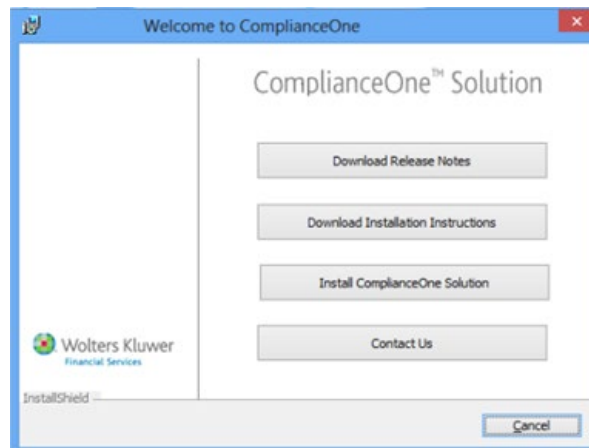 Welcome to ComplianceOne
ComplianceOne™ Solution
Download Release Notes
Download Installation Instructions
Install ComplianceOne Solution
Contact Us
Wolters Kluwer
Financial Services
InstallShield
Cancel